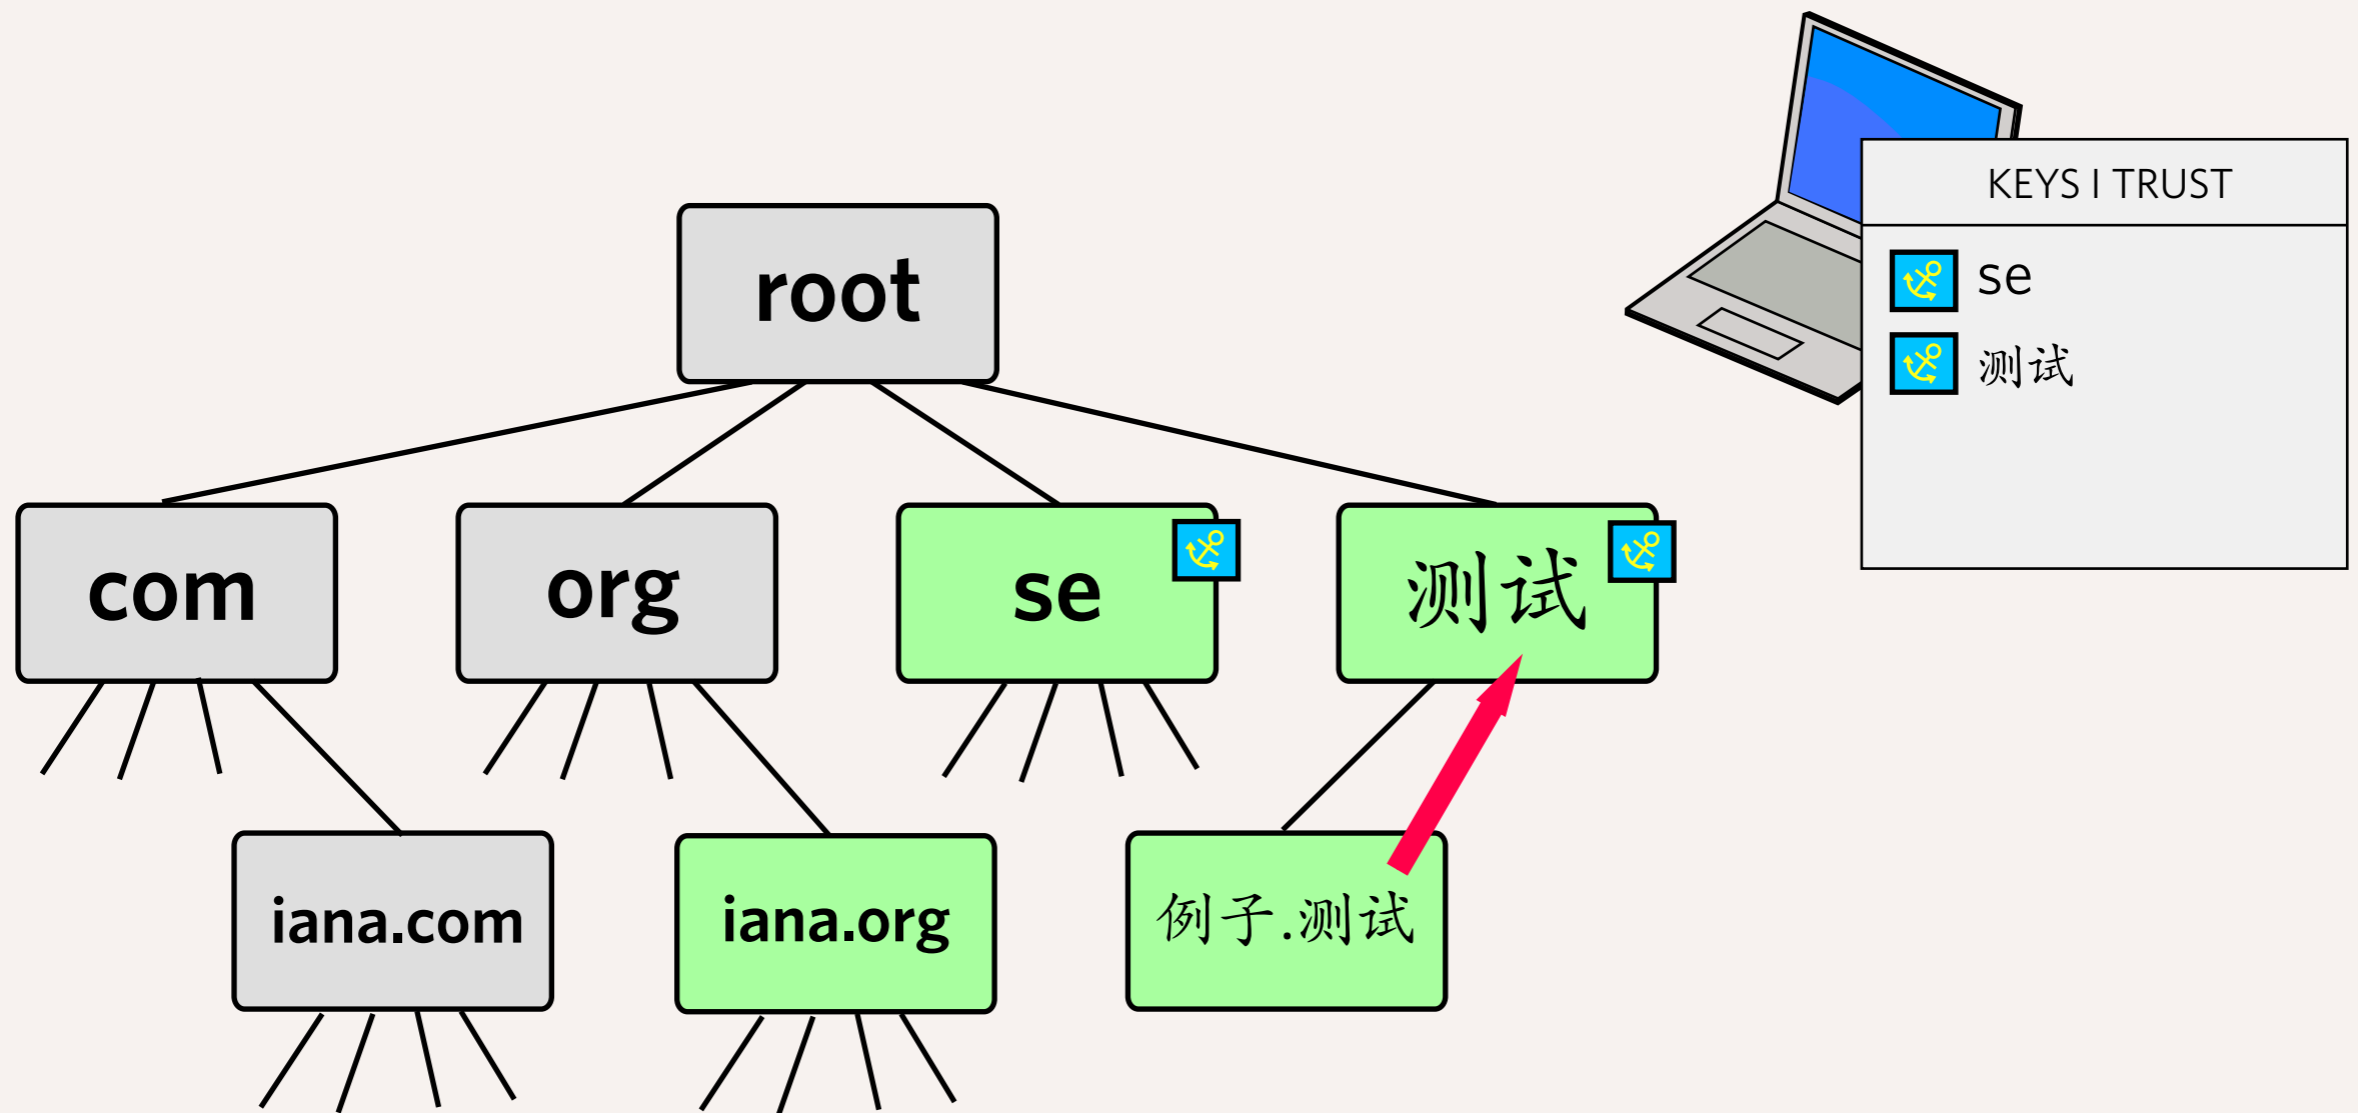 KEYS I TRUST
se
测试
root
com
org
se
测试
iana.com
iana.org
例子.测试